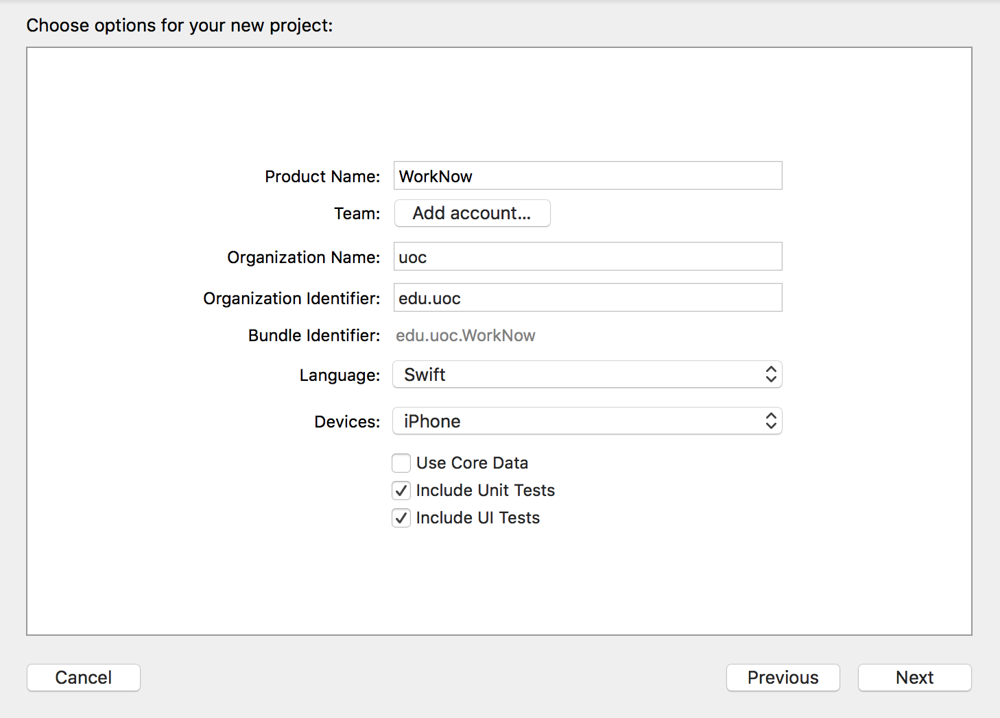 Choose options for your new project:
Product Name: WorkNow
Team: Add account...
Organization Name: uoc
Organization Identifier: edu.uoc
Bundle Identifier: edu.uoc.WorkNow
Language: Swift
Devices: iPhone
Use Core Data
Include Unit Tests
Include UI Tests
Cancel Previous Next